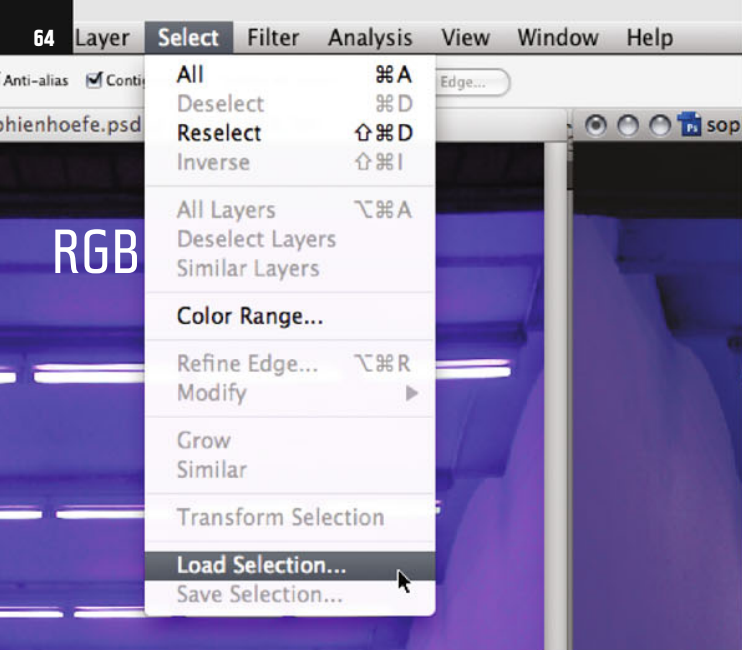 64
Layer Select Filter Analysis View Window Help
Anti-alias Edge...
phienhoefe.psd sop
All ⌘A
Deselect ⌘D
Reselect ⇧⌘D
Inverse ⇧⌘I
All Layers ⌥⌘A
Deselect Layers
Similar Layers
RGB
Color Range...
Refine Edge... ⌥⌘R
Modify ▶
Grow
Similar
Transform Selection
Load Selection...
Save Selection...